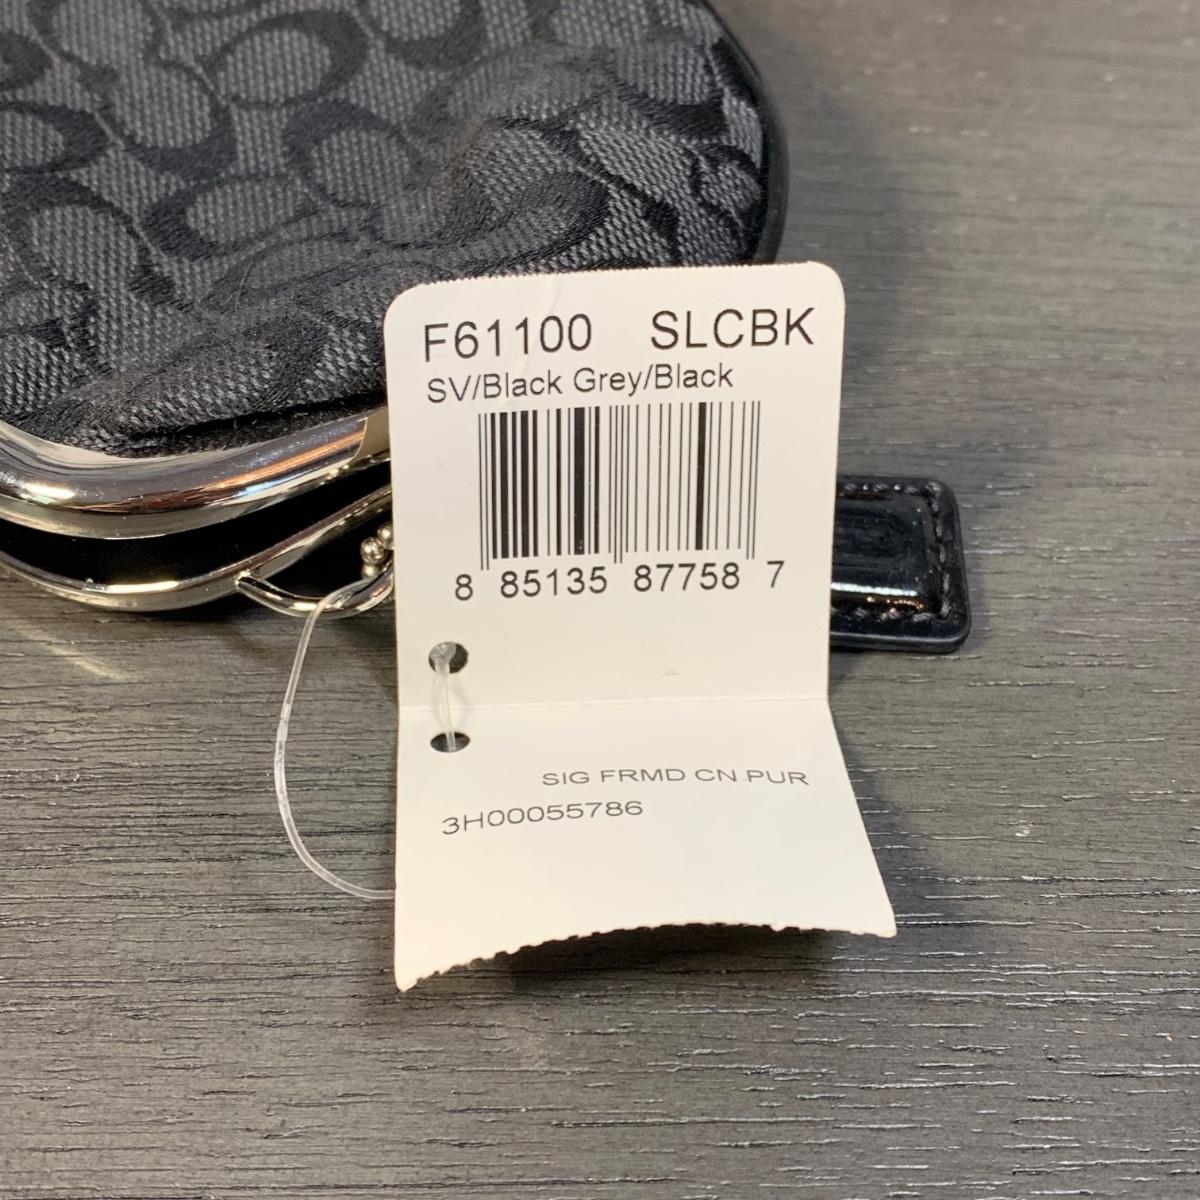 F61100 SLCBK
SV/Black Grey/Black
8 85135 87758 7
SIG FRMD CN PUR
3H00055786